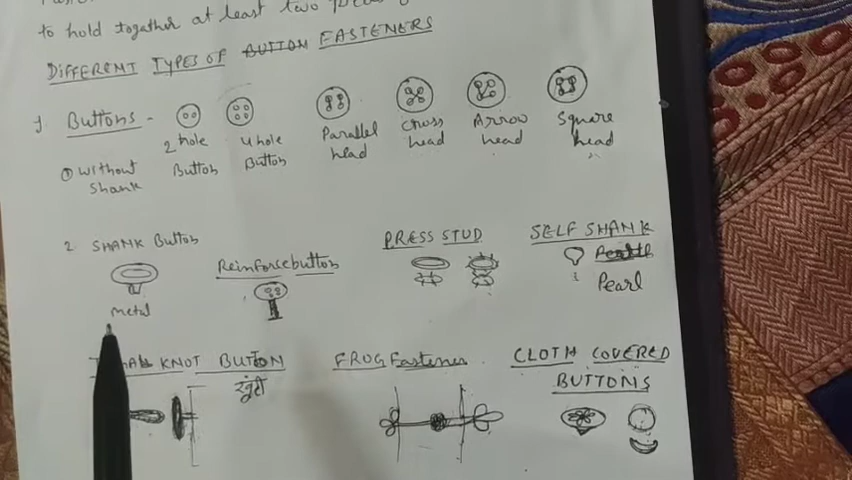 to hold together at least two
DIFFERENT TYPES OF BUTTON FASTENERS
1 Buttons -
① without shank
2 hole Button
4 hole Button
Parallel head
Cross head
Arrow head
Square head
2 SHANK Button
metal
Reinforse button
PRESS STUD
SELF SHANK
Pearl
KNOT BUTTON
खूंटी
FROG Fastener
CLOTH COVERED
BUTTONS